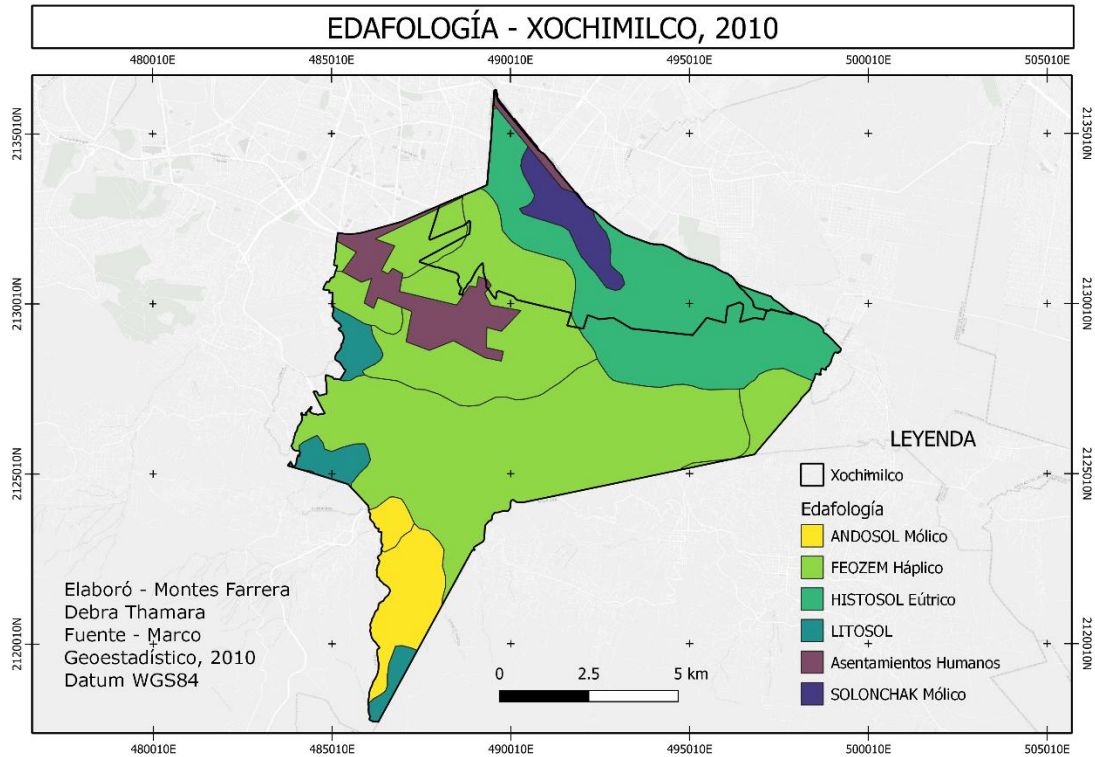 EDAFOLOGÍA - XOCHIMILCO, 2010
480010E
485010E
490010E
495010E
500010E
505010E
2135010N
2135010N
2130010N
2130010N
2125010N
2125010N
2120010N
2120010N
LEYENDA
Xochimilco
Edafología
ANDOSOL Mólico
FEOZEM Háplico
HISTOSOL Eútrico
LITOSOL
Asentamientos Humanos
SOLONCHAK Mólico
Elaboró - Montes Farrera
Debra Thamara
Fuente - Marco
Geoestadístico, 2010
Datum WGS84
0 2.5 5 km
480010E
485010E
490010E
495010E
500010E
505010E